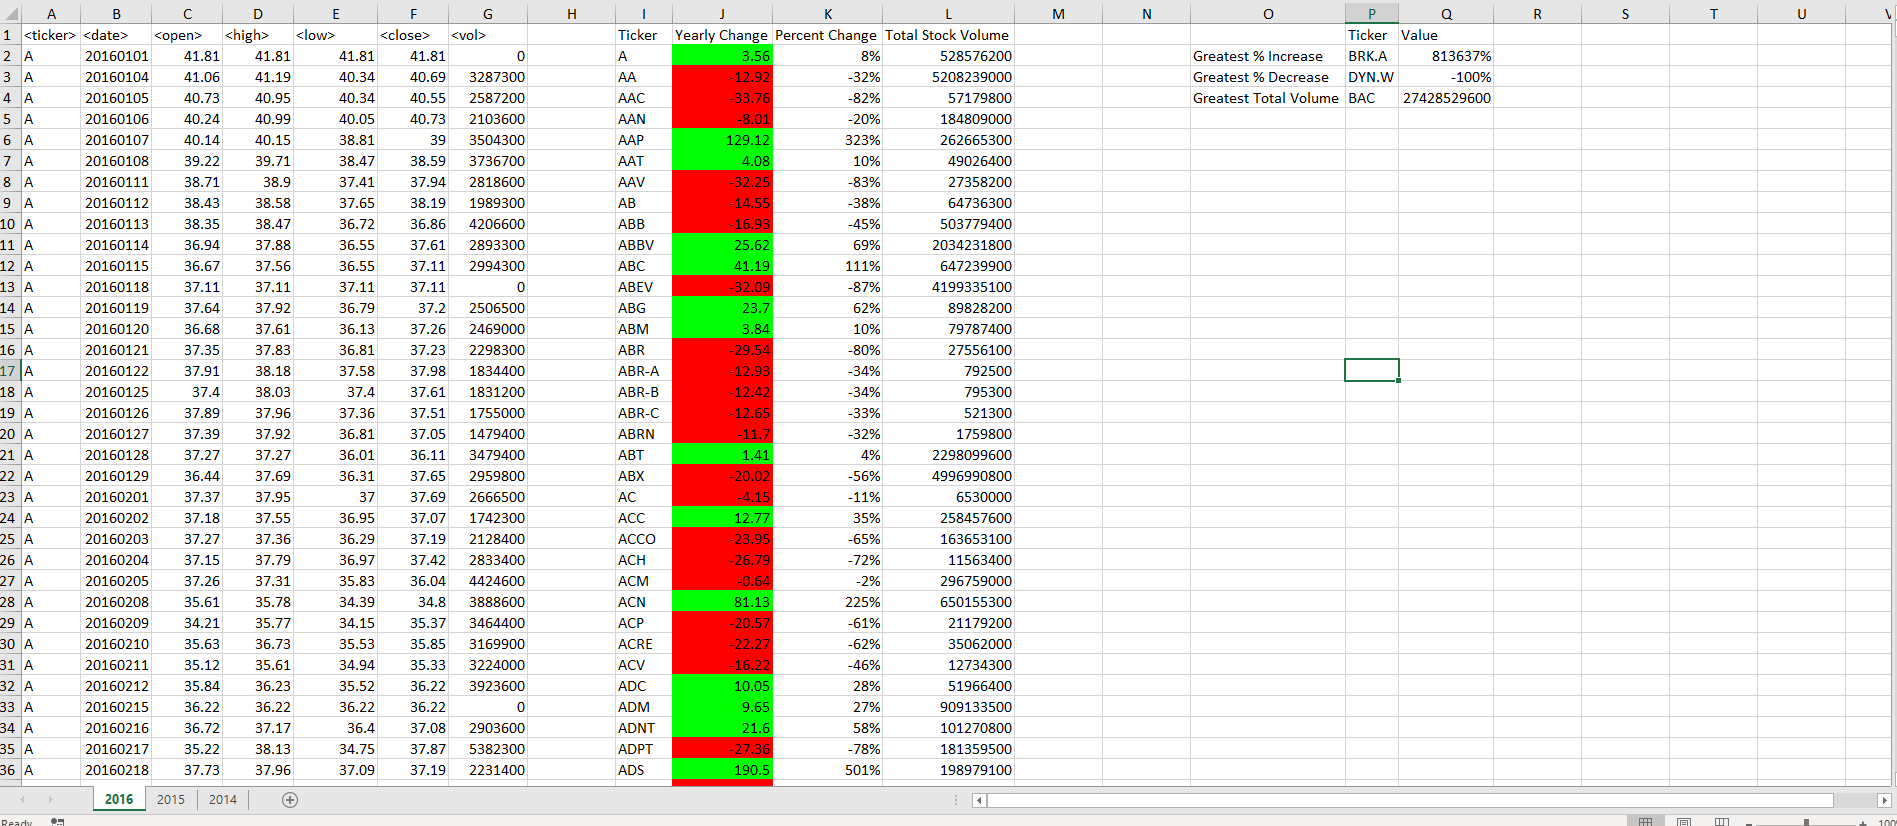 A B C D E F G H I J K L M N O P Q R S T U V
1 <ticker> <date> <open> <high> <low> <close> <vol> Ticker Yearly Change Percent Change Total Stock Volume Ticker Value
2 A 20160101 41.81 41.81 41.81 41.81 0 A 3.56 8% 528576200 Greatest % Increase BRK.A 813637%
3 A 20160104 41.06 41.19 40.34 40.69 3287300 AA -12.92 -32% 5208239000 Greatest % Decrease DYN.W -100%
4 A 20160105 40.73 40.95 40.34 40.55 2587200 AAC -33.76 -82% 57179800 Greatest Total Volume BAC 27428529600
5 A 20160106 40.24 40.99 40.05 40.73 2103600 AAN -8.01 -20% 184809000
6 A 20160107 40.14 40.15 38.81 39 3504300 AAP 129.12 323% 262665300
7 A 20160108 39.22 39.71 38.47 38.59 3736700 AAT 4.08 10% 49026400
8 A 20160111 38.71 38.9 37.41 37.94 2818600 AAV -32.25 -83% 27358200
9 A 20160112 38.43 38.58 37.65 38.19 1989300 AB -14.55 -38% 64736300
10 A 20160113 38.35 38.47 36.72 36.86 4206600 ABB -16.93 -45% 503779400
11 A 20160114 36.94 37.88 36.55 37.61 2893300 ABBV 25.62 69% 2034231800
12 A 20160115 36.67 37.56 36.55 37.11 2994300 ABC 41.19 111% 647239900
13 A 20160118 37.11 37.11 37.11 37.11 0 ABEV -32.09 -87% 4199335100
14 A 20160119 37.64 37.92 36.79 37.2 2506500 ABG 23.7 62% 89828200
15 A 20160120 36.68 37.61 36.13 37.26 2469000 ABM 3.84 10% 79787400
16 A 20160121 37.35 37.83 36.81 37.23 2298300 ABR -29.54 -80% 27556100
17 A 20160122 37.91 38.18 37.58 37.98 1834400 ABR-A -12.93 -34% 792500
18 A 20160125 37.4 38.03 37.4 37.61 1831200 ABR-B -12.42 -34% 795300
19 A 20160126 37.89 37.96 37.36 37.51 1755000 ABR-C -12.65 -33% 521300
20 A 20160127 37.39 37.92 36.81 37.05 1479400 ABRN -11.7 -32% 1759800
21 A 20160128 37.27 37.27 36.01 36.11 3479400 ABT 1.41 4% 2298099600
22 A 20160129 36.44 37.69 36.31 37.65 2959800 ABX -20.02 -56% 4996990800
23 A 20160201 37.37 37.95 37 37.69 2666500 AC -4.15 -11% 6530000
24 A 20160202 37.18 37.55 36.95 37.07 1742300 ACC 12.77 35% 258457600
25 A 20160203 37.27 37.36 36.29 37.19 2128400 ACCO -23.95 -65% 163653100
26 A 20160204 37.15 37.79 36.97 37.42 2833400 ACH -26.79 -72% 11563400
27 A 20160205 37.26 37.31 35.83 36.04 4424600 ACM -0.64 -2% 296759000
28 A 20160208 35.61 35.78 34.39 34.8 3888600 ACN 81.13 225% 650155300
29 A 20160209 34.21 35.77 34.15 35.37 3464400 ACP -20.57 -61% 21179200
30 A 20160210 35.63 36.73 35.53 35.85 3169900 ACRE -22.27 -62% 35062000
31 A 20160211 35.12 35.61 34.94 35.33 3224000 ACV -16.22 -46% 12734300
32 A 20160212 35.84 36.23 35.52 36.22 3923600 ADC 10.05 28% 51966400
33 A 20160215 36.22 36.22 36.22 36.22 0 ADM 9.65 27% 909133500
34 A 20160216 36.72 37.17 36.4 37.08 2903600 ADNT 21.6 58% 101270800
35 A 20160217 35.22 38.13 34.75 37.87 5382300 ADPT -27.36 -78% 181359500
36 A 20160218 37.73 37.96 37.09 37.19 2231400 ADS 190.5 501% 198979100
2016 2015 2014
Ready